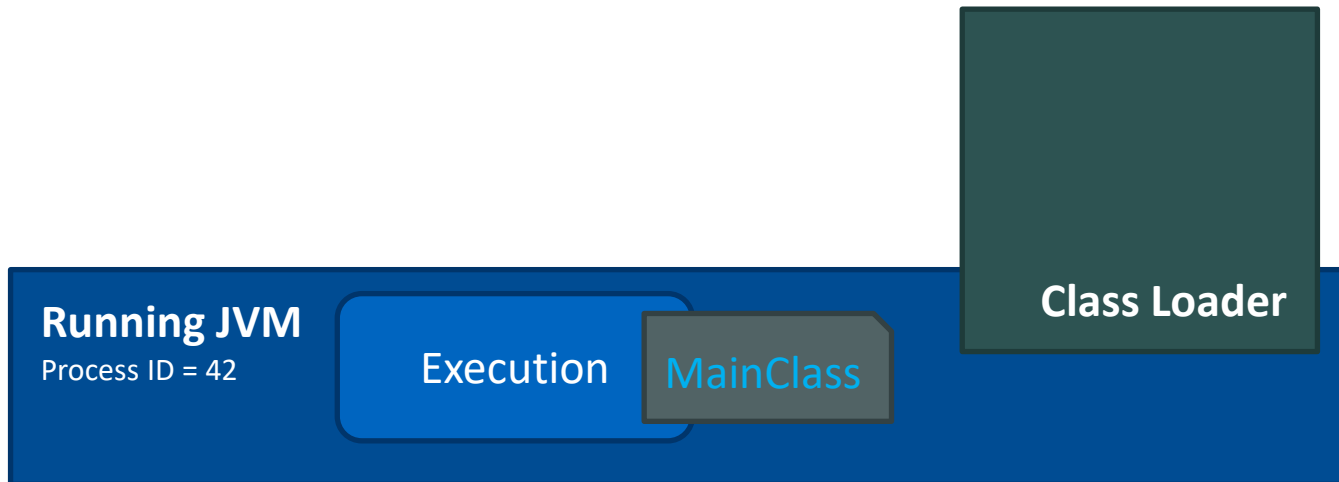 Running JVM
Process ID = 42
Execution
MainClass
Class Loader